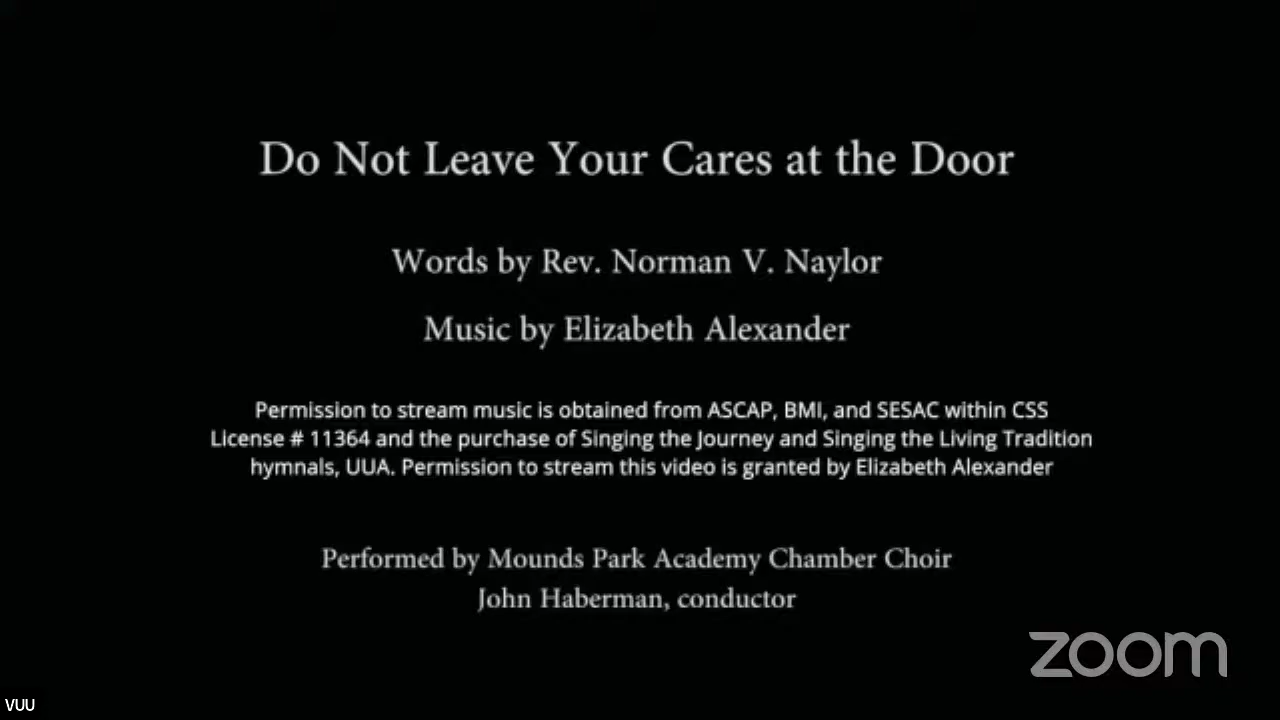 Do Not Leave Your Cares at the Door
Words by Rev. Norman V. Naylor
Music by Elizabeth Alexander
Permission to stream music is obtained from ASCAP, BMI, and SESAC within CSS
License # 11364 and the purchase of Singing the Journey and Singing the Living Tradition
hymnals, UUA. Permission to stream this video is granted by Elizabeth Alexander
Performed by Mounds Park Academy Chamber Choir
John Haberman, conductor
zoom
VUU